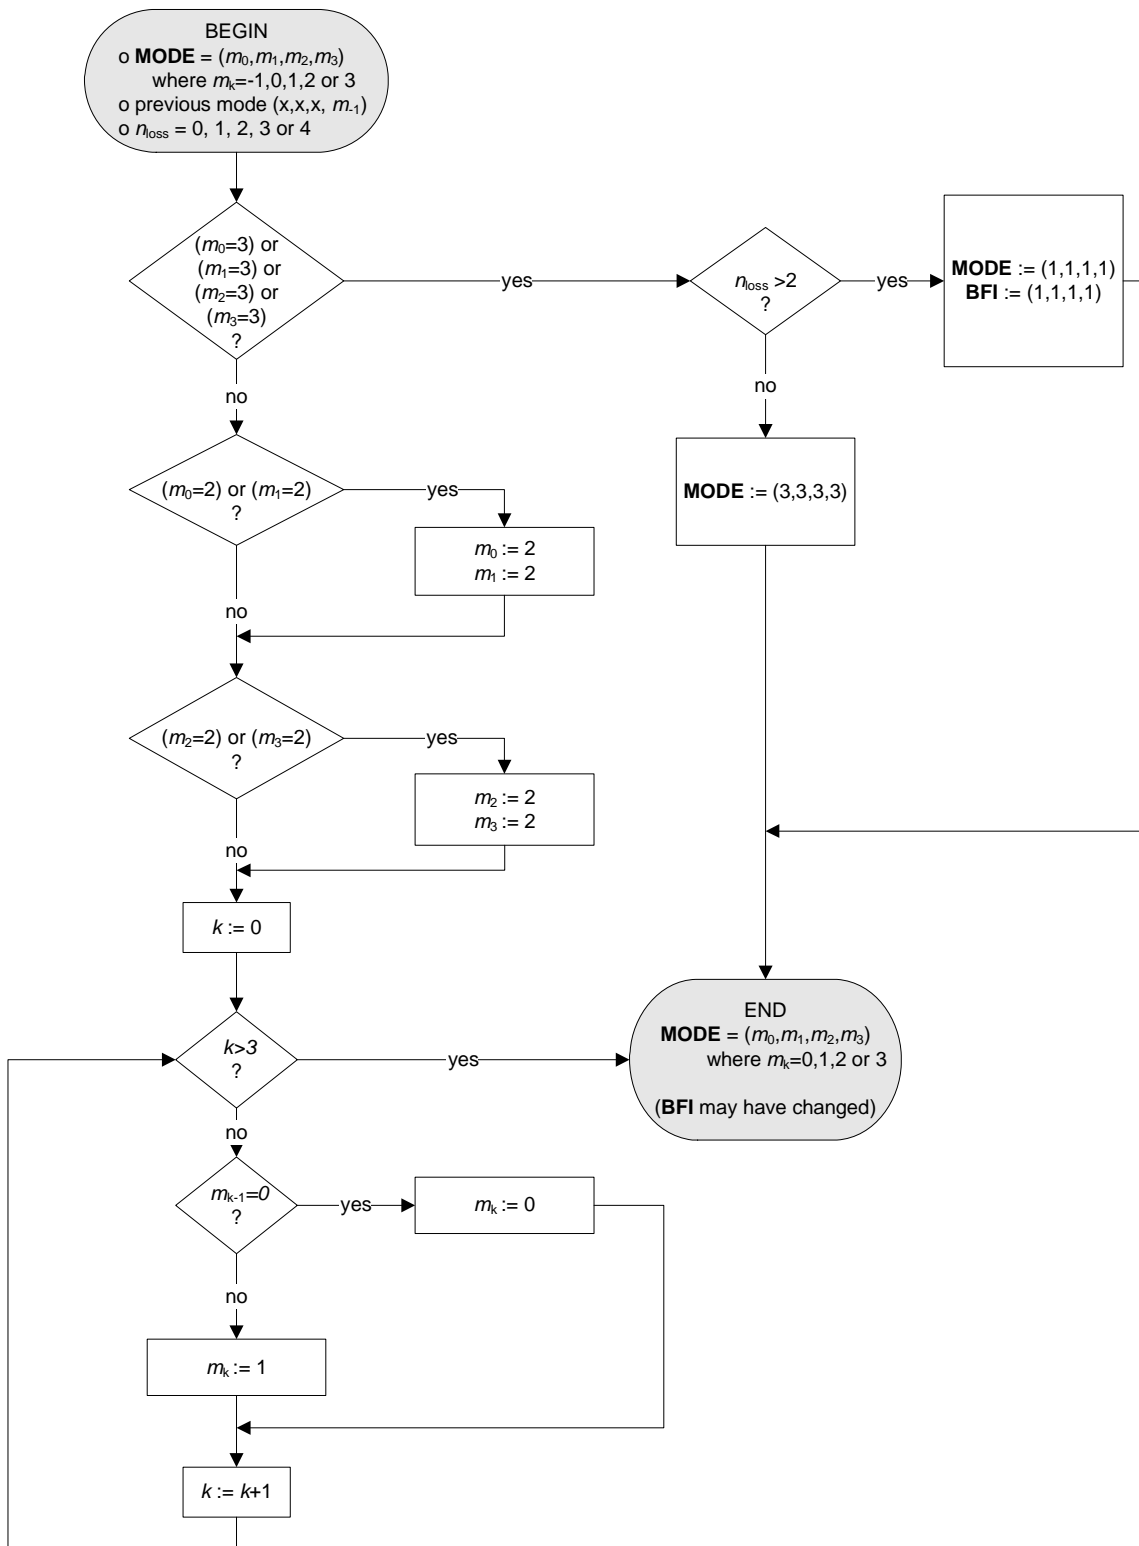 BEGIN
o MODE = (m0,m1,m2,m3)
where mk=-1,0,1,2 or 3
o previous mode (x,x,x, m-1)
o nloss = 0, 1, 2, 3 or 4
(m0=3) or
(m1=3) or
(m2=3) or
(m3=3)
?
yes
nloss >2
?
yes
MODE := (1,1,1,1)
BFI := (1,1,1,1)
no
no
MODE := (3,3,3,3)
(m0=2) or (m1=2)
?
yes
m0 := 2
m1 := 2
no
(m2=2) or (m3=2)
?
yes
m2 := 2
m3 := 2
no
k := 0
k>3
?
yes
END
MODE = (m0,m1,m2,m3)
where mk=0,1,2 or 3
(BFI may have changed)
no
mk-1=0
?
yes
mk := 0
no
mk := 1
k := k+1